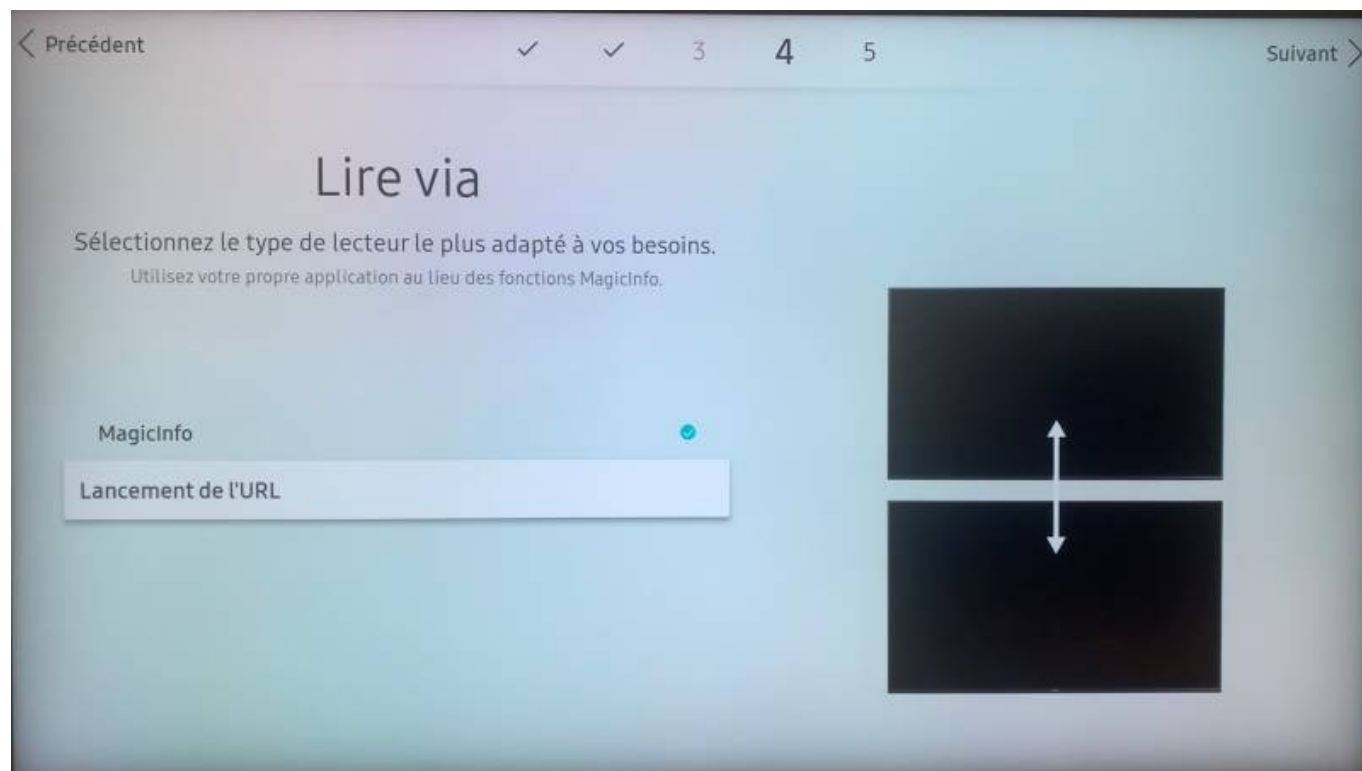 Précédent
3
4
5
Suivant
Lire via
Sélectionnez le type de lecteur le plus adapté à vos besoins.
Utilisez votre propre application au lieu des fonctions MagicInfo.
MagicInfo
Lancement de l'URL